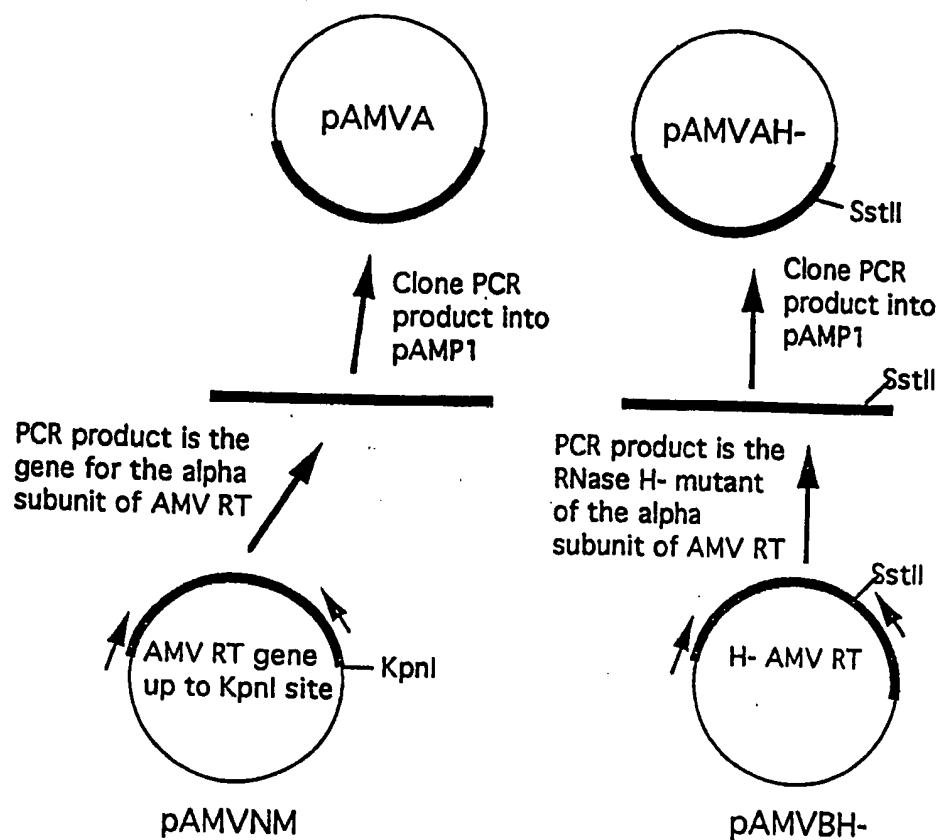 pAMVA
pAMVAH-
SstII
Clone PCR
product into
pAMP1
Clone PCR
product into
pAMP1
SstII
PCR product is the
gene for the alpha
subunit of AMV RT
PCR product is the
RNase H- mutant
of the alpha
subunit of AMV RT
SstII
AMV RT gene
up to KpnI site
KpnI
H- AMV RT
pAMVNM
pAMVBH-